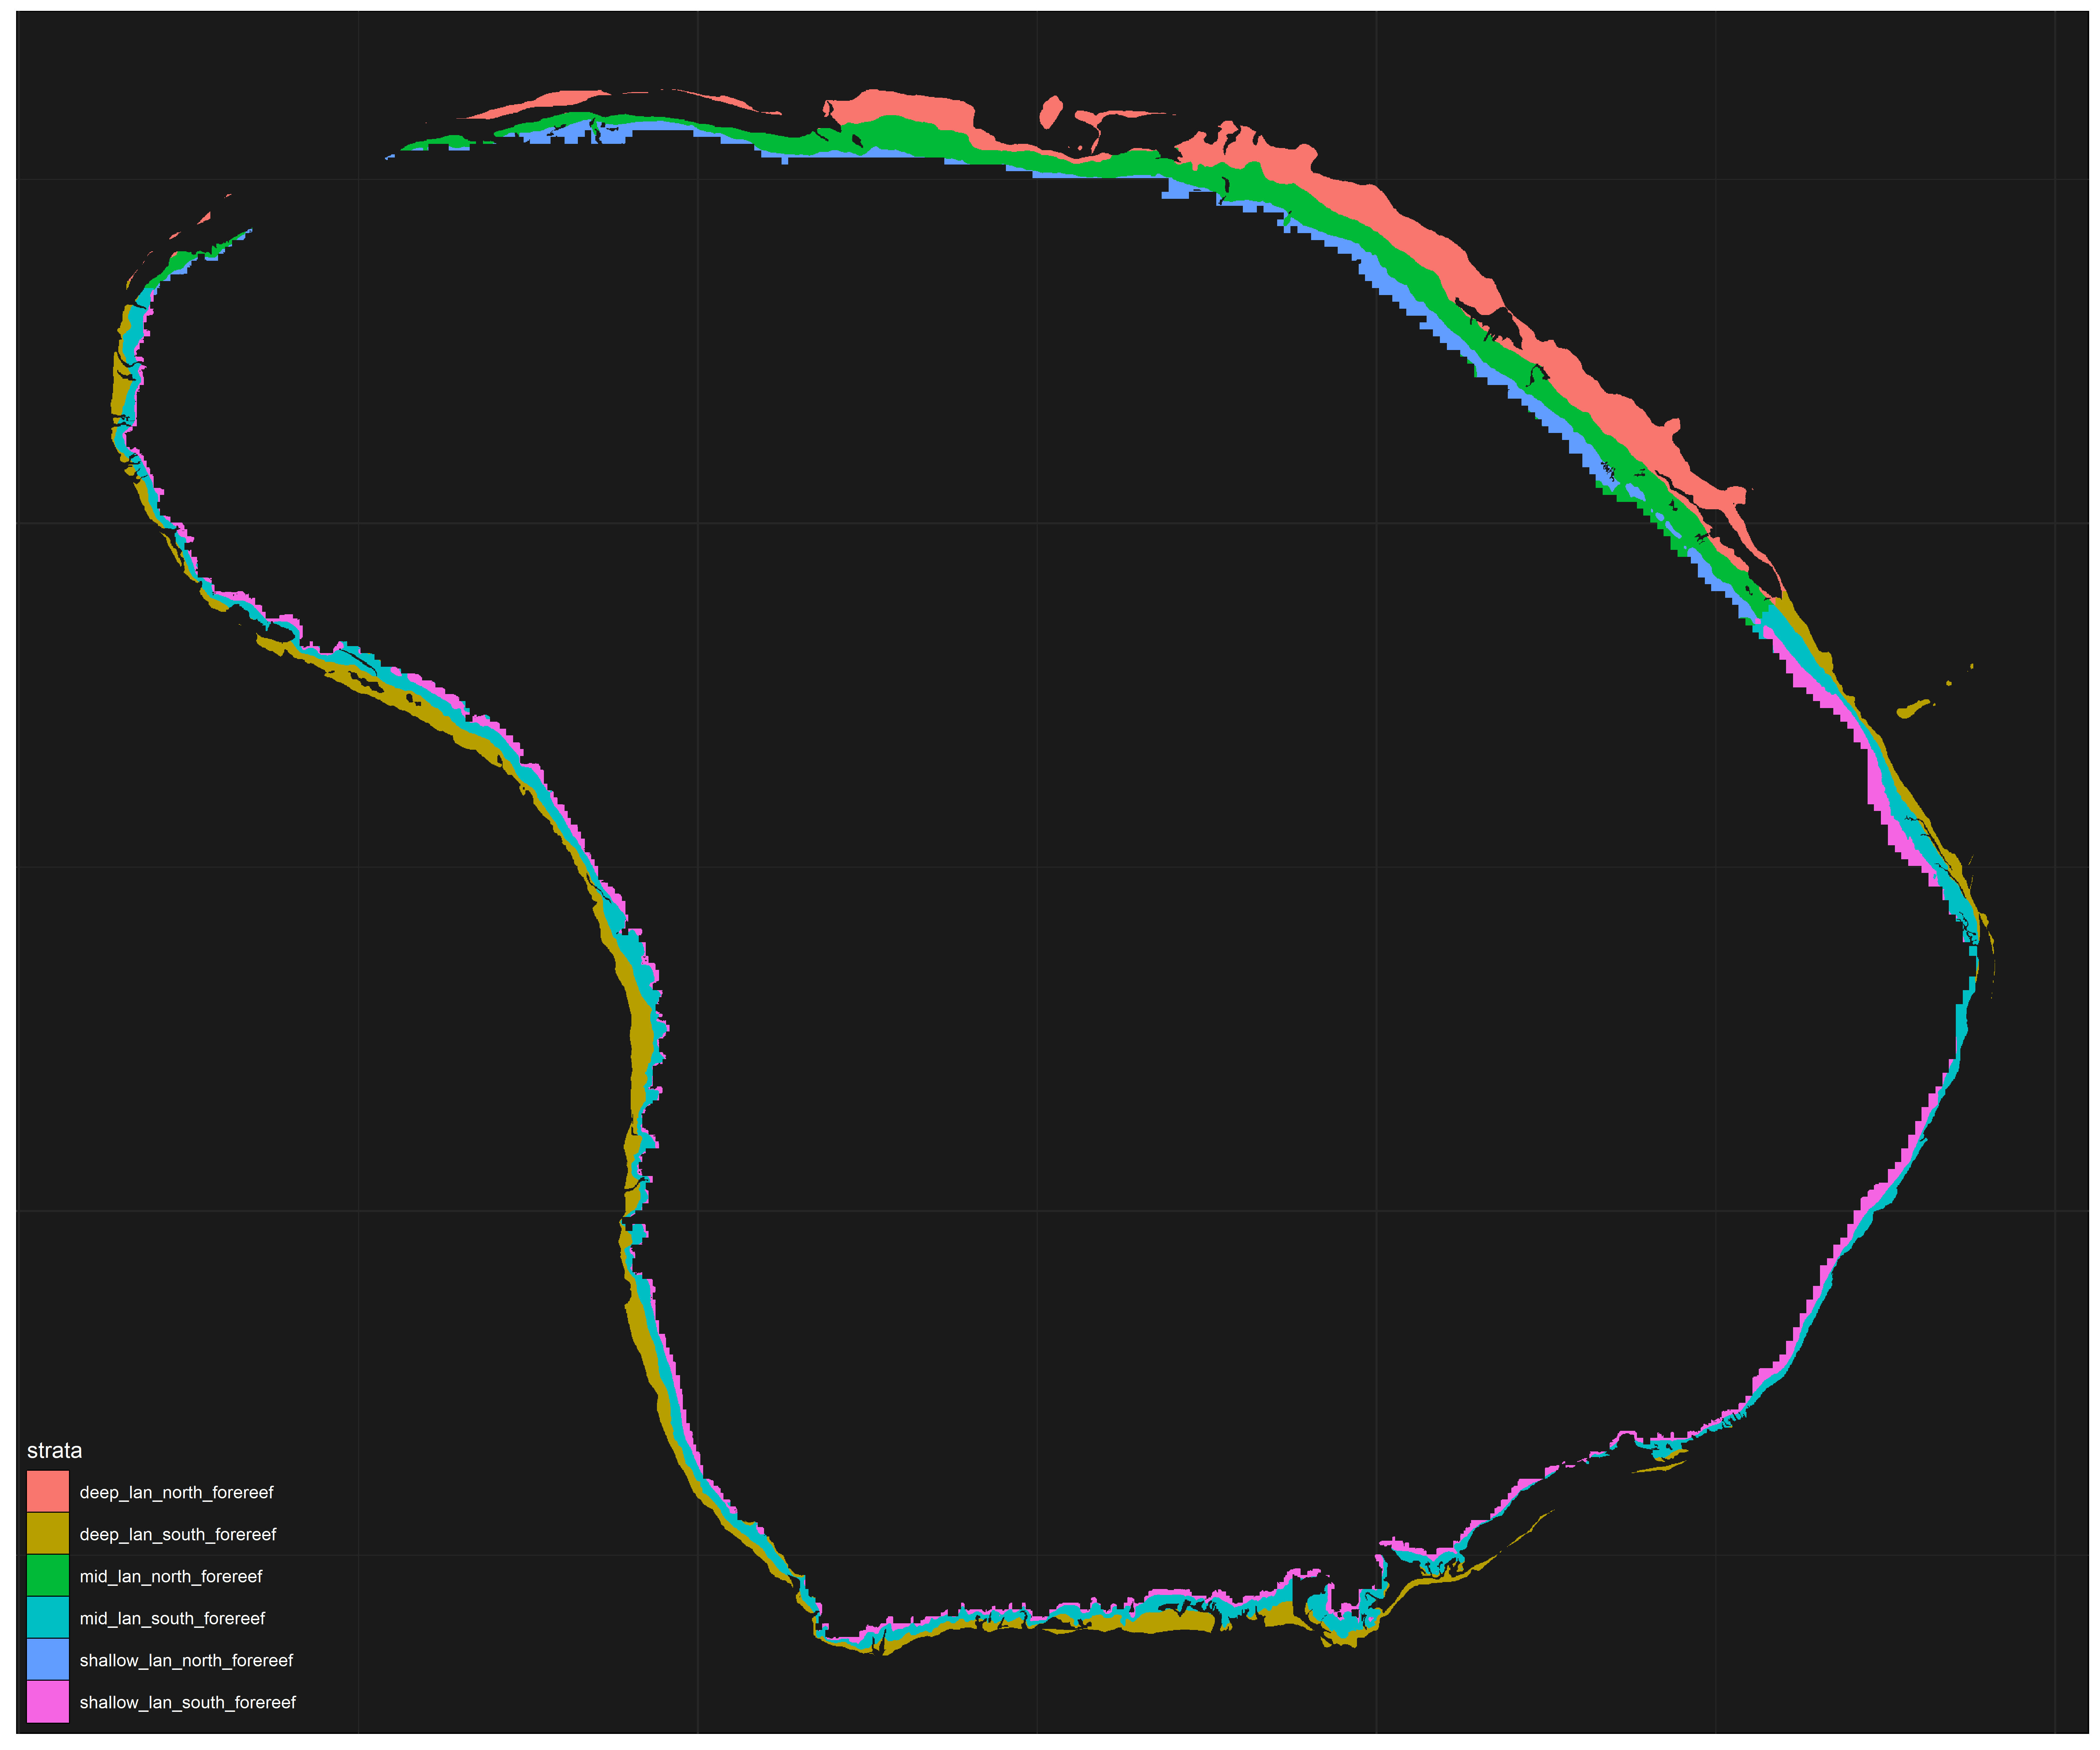 strata
deep_lan_north_forereef
deep_lan_south_forereef
mid_lan_north_forereef
mid_lan_south_forereef
shallow_lan_north_forereef
shallow_lan_south_forereef